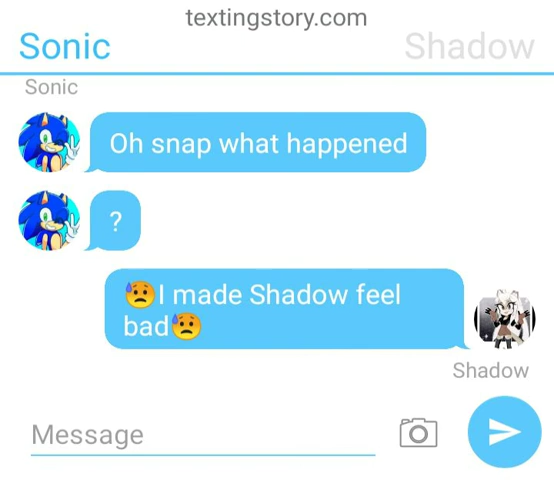 textingstory.com
Sonic
Shadow
Sonic
Oh snap what happened
?
😰I made Shadow feel
bad😰
Shadow
Message